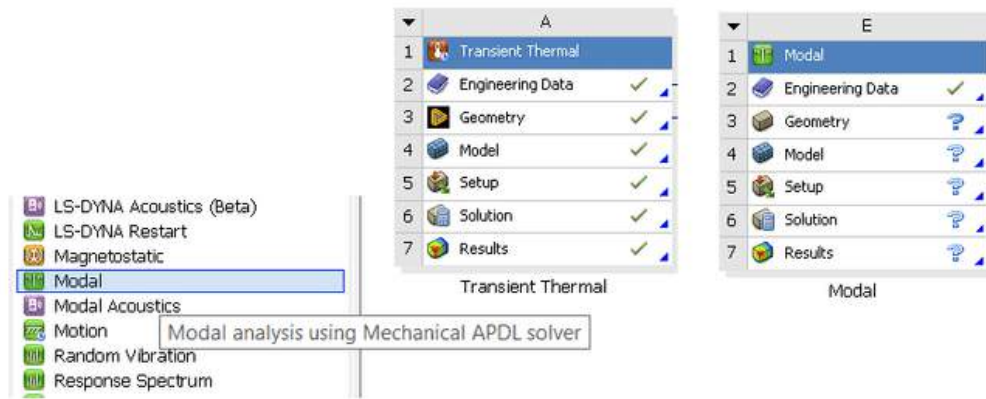 A
1 Transient Thermal
2 Engineering Data
3 Geometry
4 Model
5 Setup
6 Solution
7 Results
Transient Thermal
E
1 Modal
2 Engineering Data
3 Geometry
4 Model
5 Setup
6 Solution
7 Results
Modal
LS-DYNA Acoustics (Beta)
LS-DYNA Restart
Magnetostatic
Modal
Modal Acoustics
Motion
Modal analysis using Mechanical APDL solver
Random Vibration
Response Spectrum